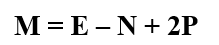 M = E – N + 2P